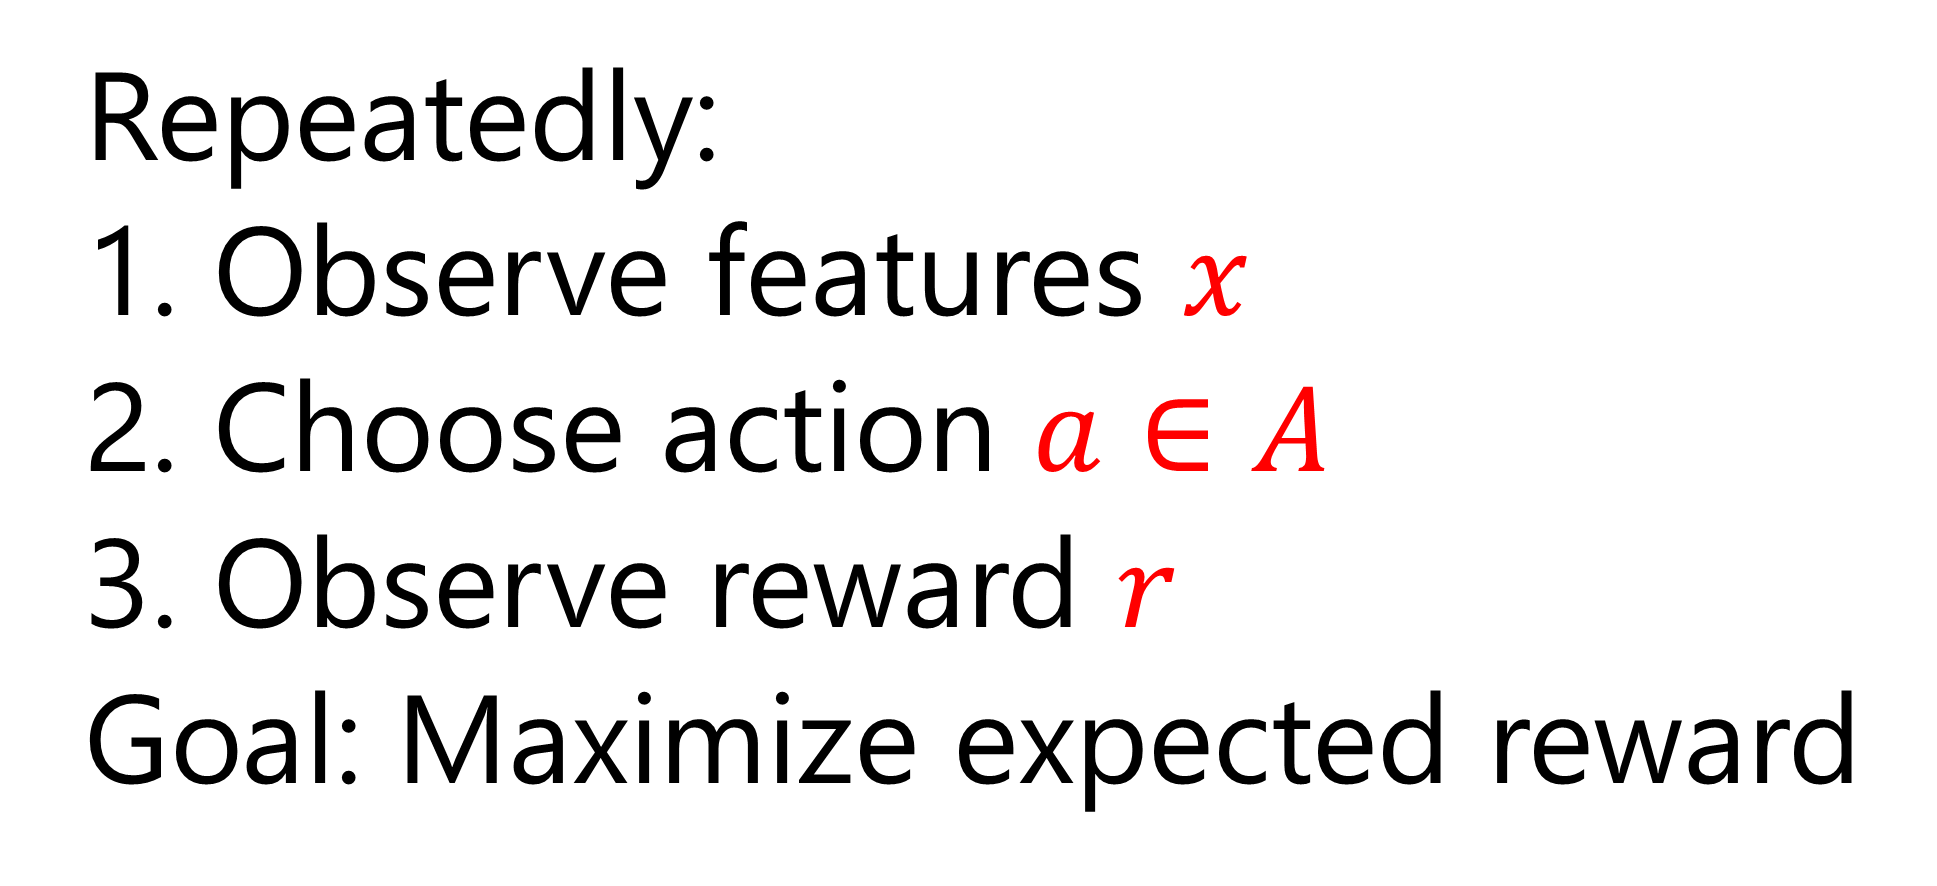 Repeatedly:
1. Observe features x
2. Choose action a ∈ A
3. Observe reward r
Goal: Maximize expected reward